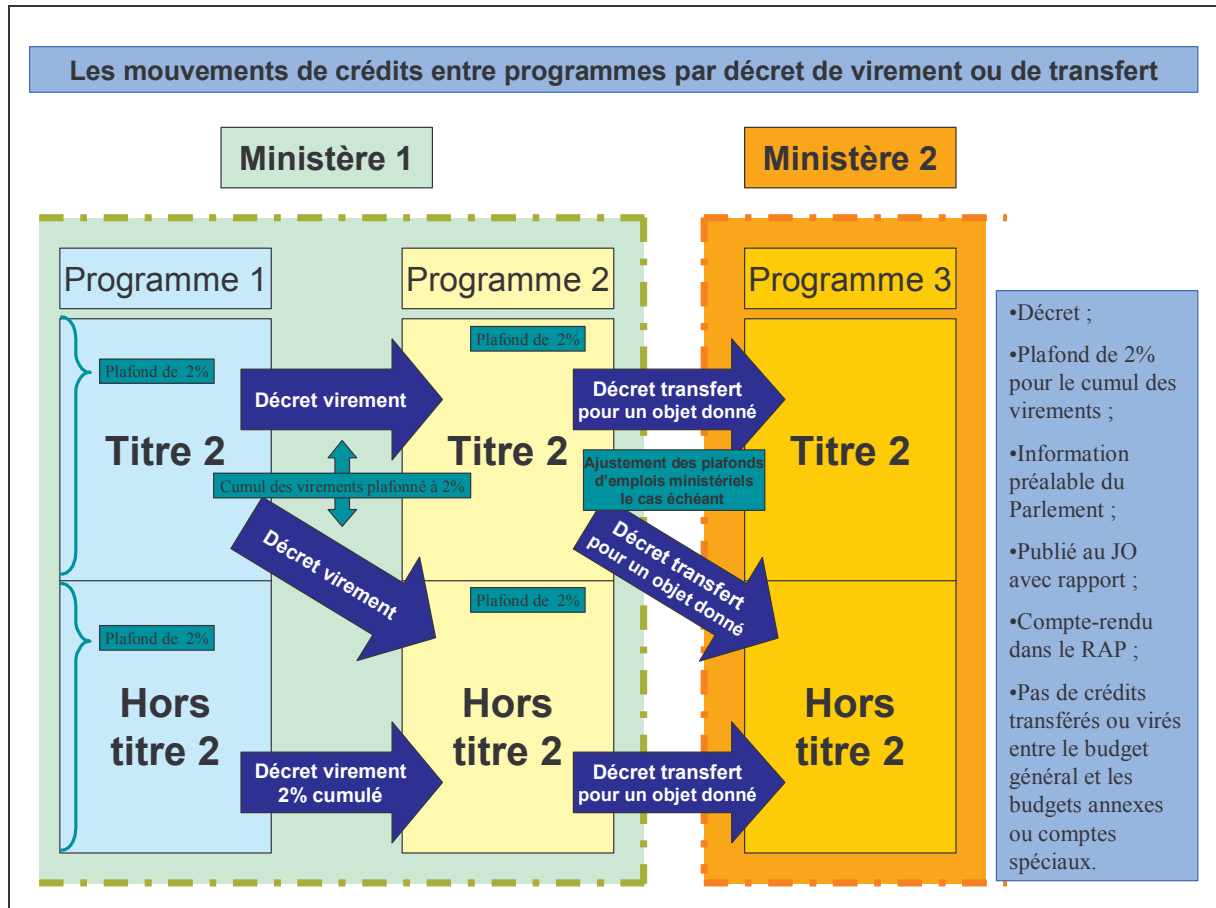 Les mouvements de crédits entre programmes par décret de virement ou de transfert
Ministère 1
Ministère 2
Programme 1
Programme 2
Programme 3
Plafond de 2%
Titre 2
Plafond de 2%
Hors
titre 2
Décret virement
Cumul des virements plafonné à 2%
Décret virement
Décret virement
2% cumulé
Plafond de 2%
Titre 2
Plafond de 2%
Hors
titre 2
Décret transfert
pour un objet donné
Ajustement des plafonds
d'emplois ministériels
le cas échéant
Décret transfert
pour un objet donné
Décret transfert
pour un objet donné
Titre 2
Hors
titre 2
•Décret ;
•Plafond de 2%
pour le cumul des
virements ;
•Information
préalable du
Parlement ;
•Publié au JO
avec rapport ;
•Compte-rendu
dans le RAP ;
•Pas de crédits
transférés ou virés
entre le budget
général et les
budgets annexes
ou comptes
spéciaux.